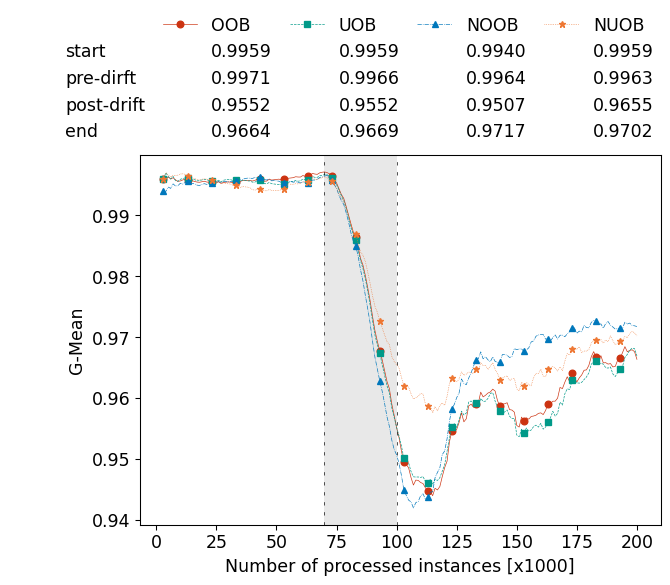 OOB UOB NOOB NUOB
start 0.9959 0.9959 0.9940 0.9959
pre-dirft 0.9971 0.9966 0.9964 0.9963
post-drift 0.9552 0.9552 0.9507 0.9655
end 0.9664 0.9669 0.9717 0.9702
0.99
0.98
0.97
0.96
0.95
0.94
G-Mean
0 25 50 75 100 125 150 175 200
Number of processed instances [x1000]